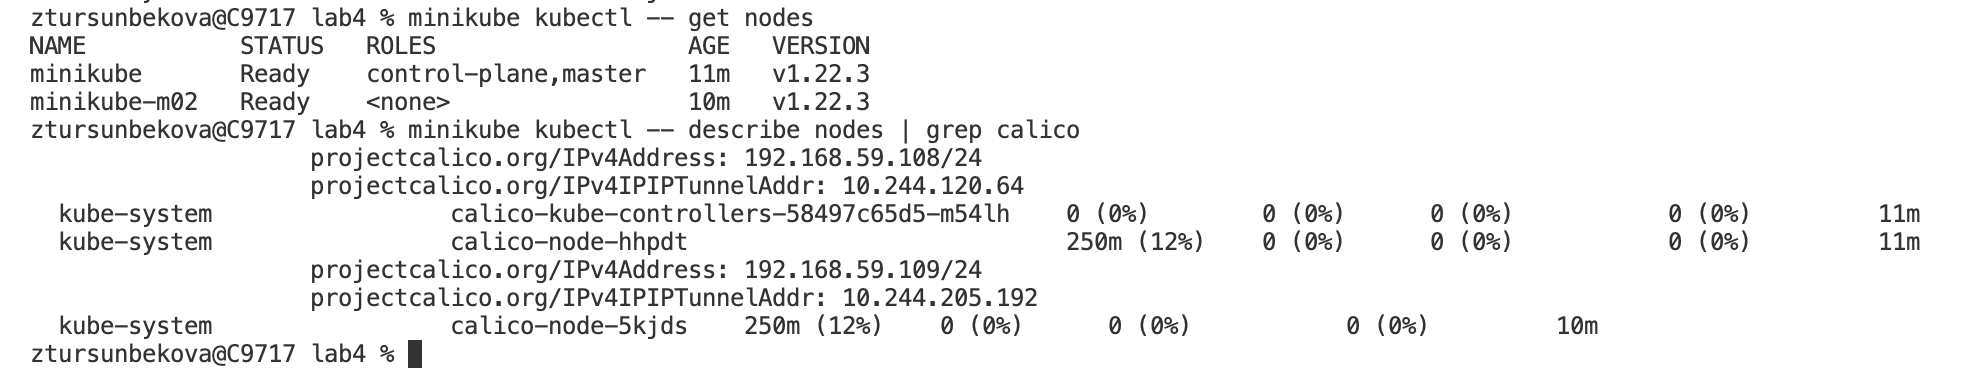 ztursunbekova@C9717 lab4 % minikube kubectl -- get nodes
NAME           STATUS   ROLES                  AGE   VERSION
minikube       Ready    control-plane,master   11m   v1.22.3
minikube-m02   Ready    <none>                 10m   v1.22.3
ztursunbekova@C9717 lab4 % minikube kubectl -- describe nodes | grep calico
                    projectcalico.org/IPv4Address: 192.168.59.108/24
                    projectcalico.org/IPv4IPIPTunnelAddr: 10.244.120.64
  kube-system                 calico-kube-controllers-58497c65d5-m54lh    0 (0%)        0 (0%)      0 (0%)           0 (0%)         11m
  kube-system                 calico-node-hhpdt                           250m (12%)    0 (0%)      0 (0%)           0 (0%)         11m
                    projectcalico.org/IPv4Address: 192.168.59.109/24
                    projectcalico.org/IPv4IPIPTunnelAddr: 10.244.205.192
  kube-system                 calico-node-5kjds    250m (12%)    0 (0%)      0 (0%)           0 (0%)         10m
ztursunbekova@C9717 lab4 %